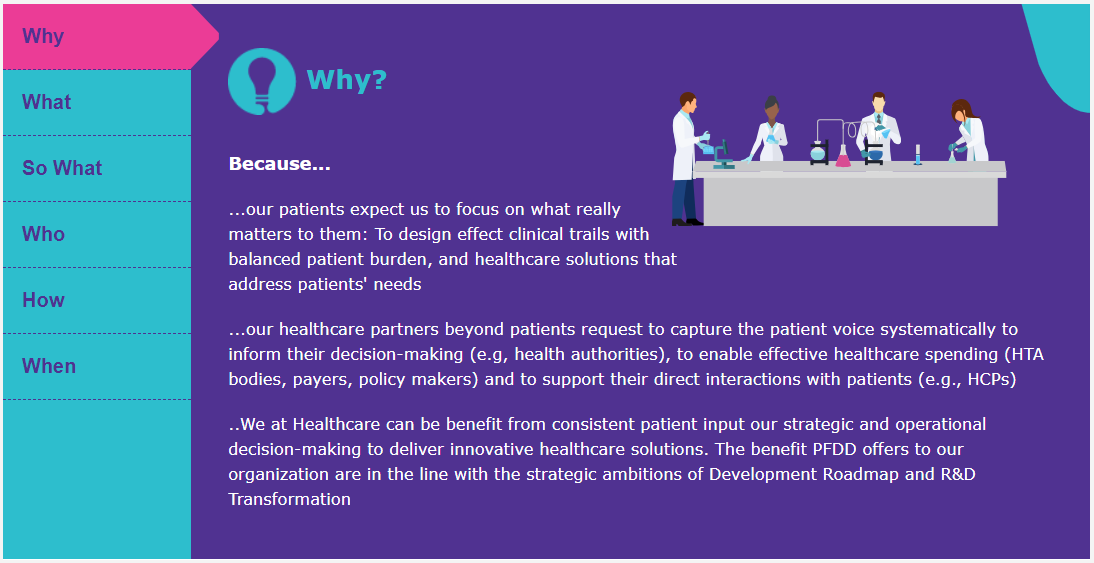 Why
What
So What
Who
How
When
Why?
Because...
...our patients expect us to focus on what really
matters to them: To design effect clinical trails with
balanced patient burden, and healthcare solutions that
address patients' needs
...our healthcare partners beyond patients request to capture the patient voice systematically to
inform their decision-making (e.g, health authorities), to enable effective healthcare spending (HTA
bodies, payers, policy makers) and to support their direct interactions with patients (e.g., HCPs)
..We at Healthcare can be benefit from consistent patient input our strategic and operational
decision-making to deliver innovative healthcare solutions. The benefit PFDD offers to our
organization are in the line with the strategic ambitions of Development Roadmap and R&D
Transformation